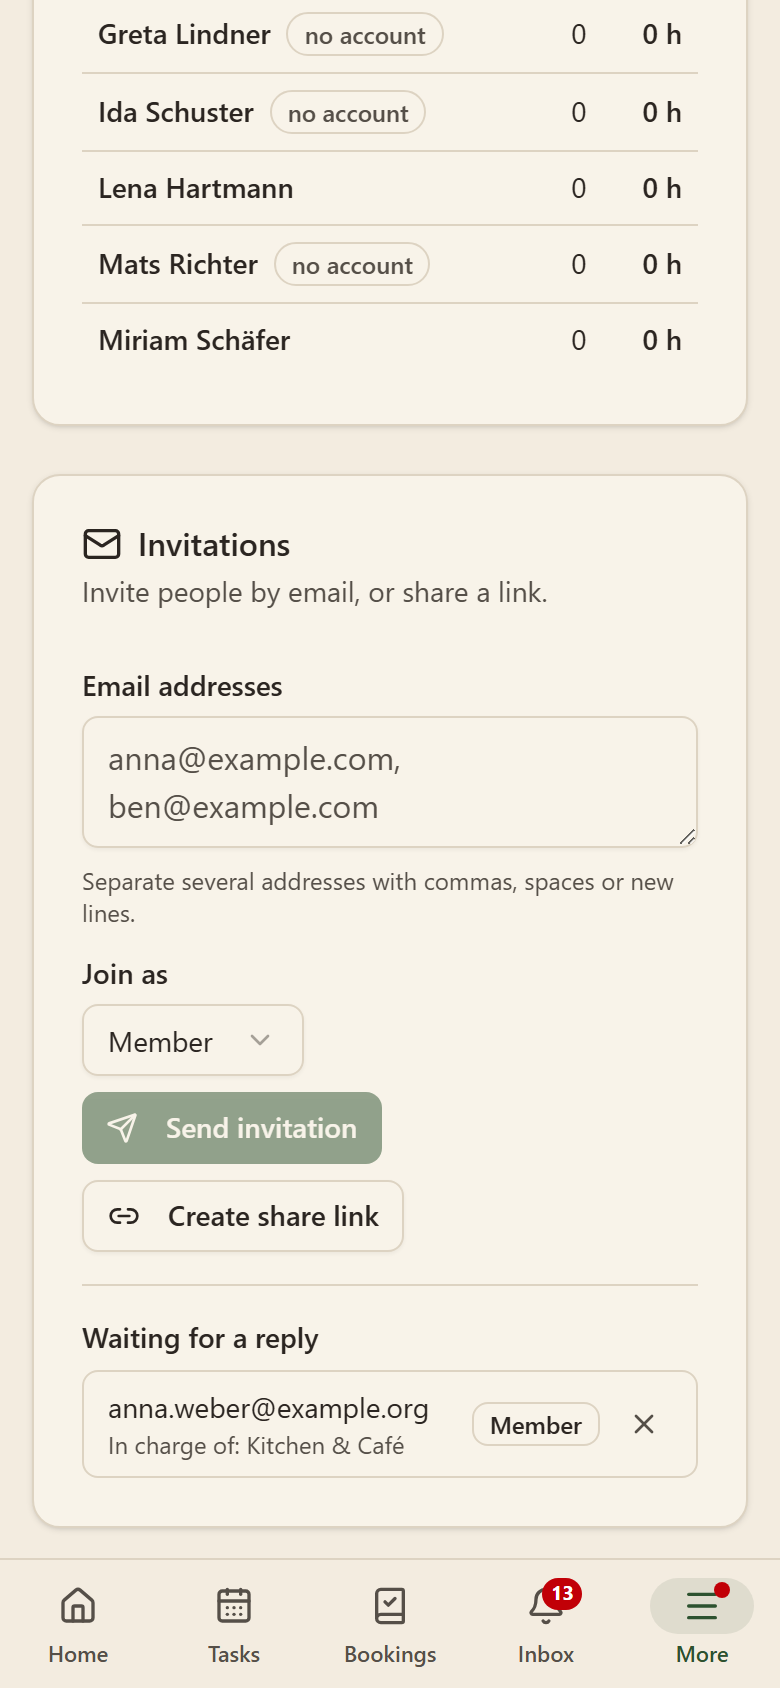 Greta Lindner no account 0 0 h
Ida Schuster no account 0 0 h
Lena Hartmann 0 0 h
Mats Richter no account 0 0 h
Miriam Schäfer 0 0 h
Invitations
Invite people by email, or share a link.
Email addresses
anna@example.com,
ben@example.com
Separate several addresses with commas, spaces or new
lines.
Join as
Member
Send invitation
Create share link
Waiting for a reply
anna.weber@example.org
In charge of: Kitchen & Café
Member
13
Home Tasks Bookings Inbox More